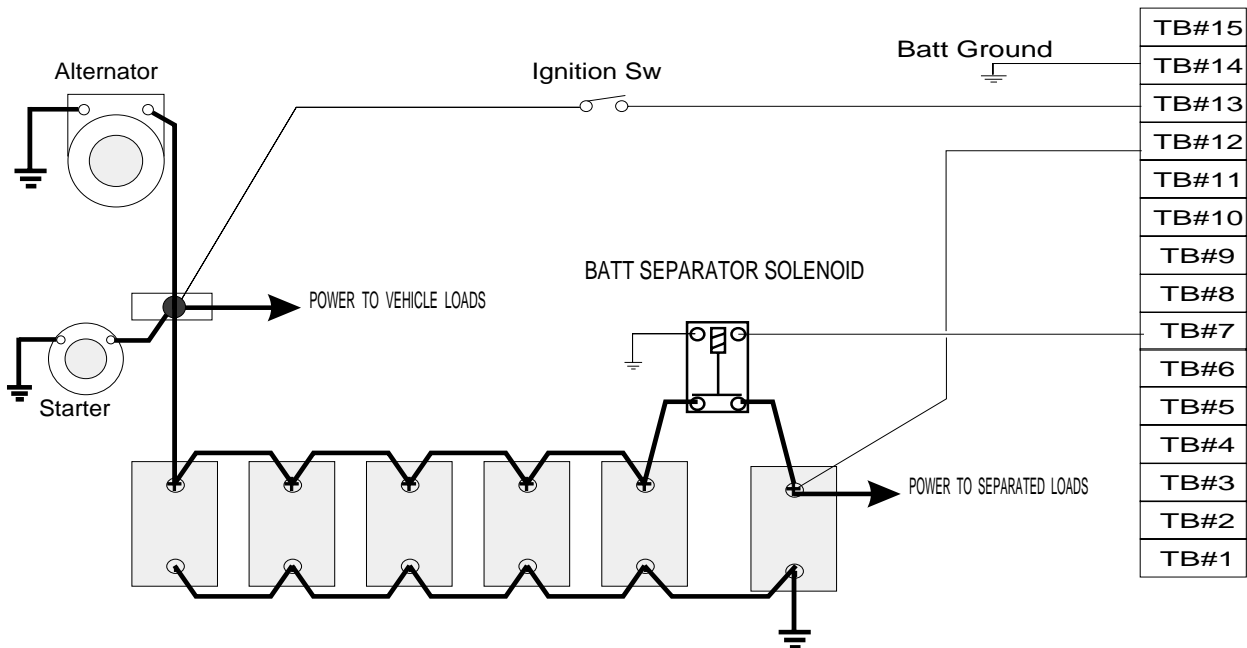 TB#15
Batt Ground
TB#14
Alternator
Ignition Sw
TB#13
TB#12
TB#11
TB#10
TB#9
BATT SEPARATOR SOLENOID
TB#8
POWER TO VEHICLE LOADS
TB#7
TB#6
Starter
TB#5
TB#4
POWER TO SEPARATED LOADS
TB#3
TB#2
TB#1